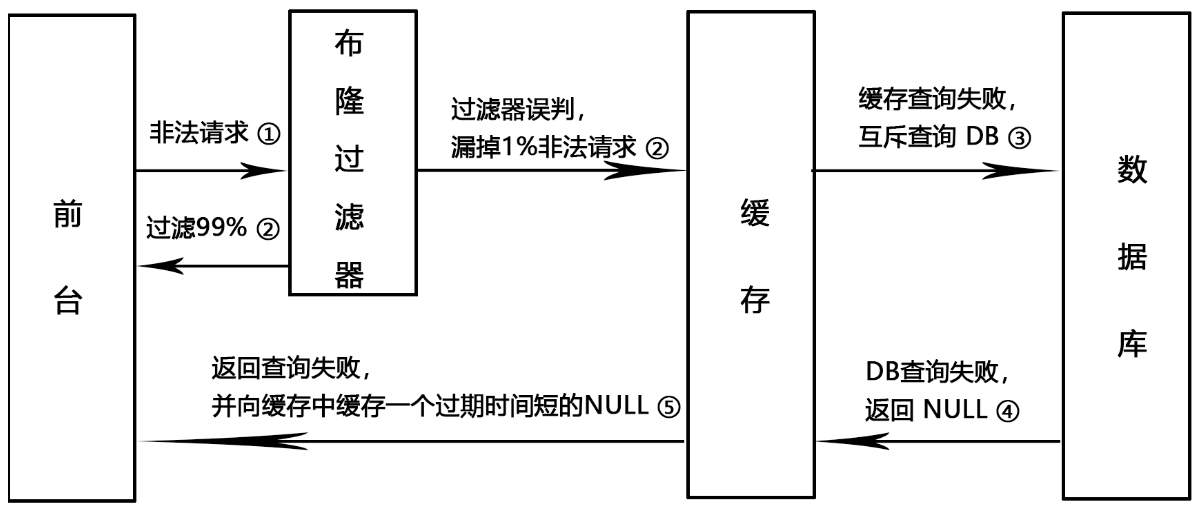 前台
非法请求 ①
过滤99% ②
布隆过滤器
过滤器误判，
漏掉1%非法请求 ②
缓存
缓存查询失败，
互斥查询 DB ③
数据库
DB查询失败，
返回 NULL ④
返回查询失败，
并向缓存中缓存一个过期时间短的NULL ⑤